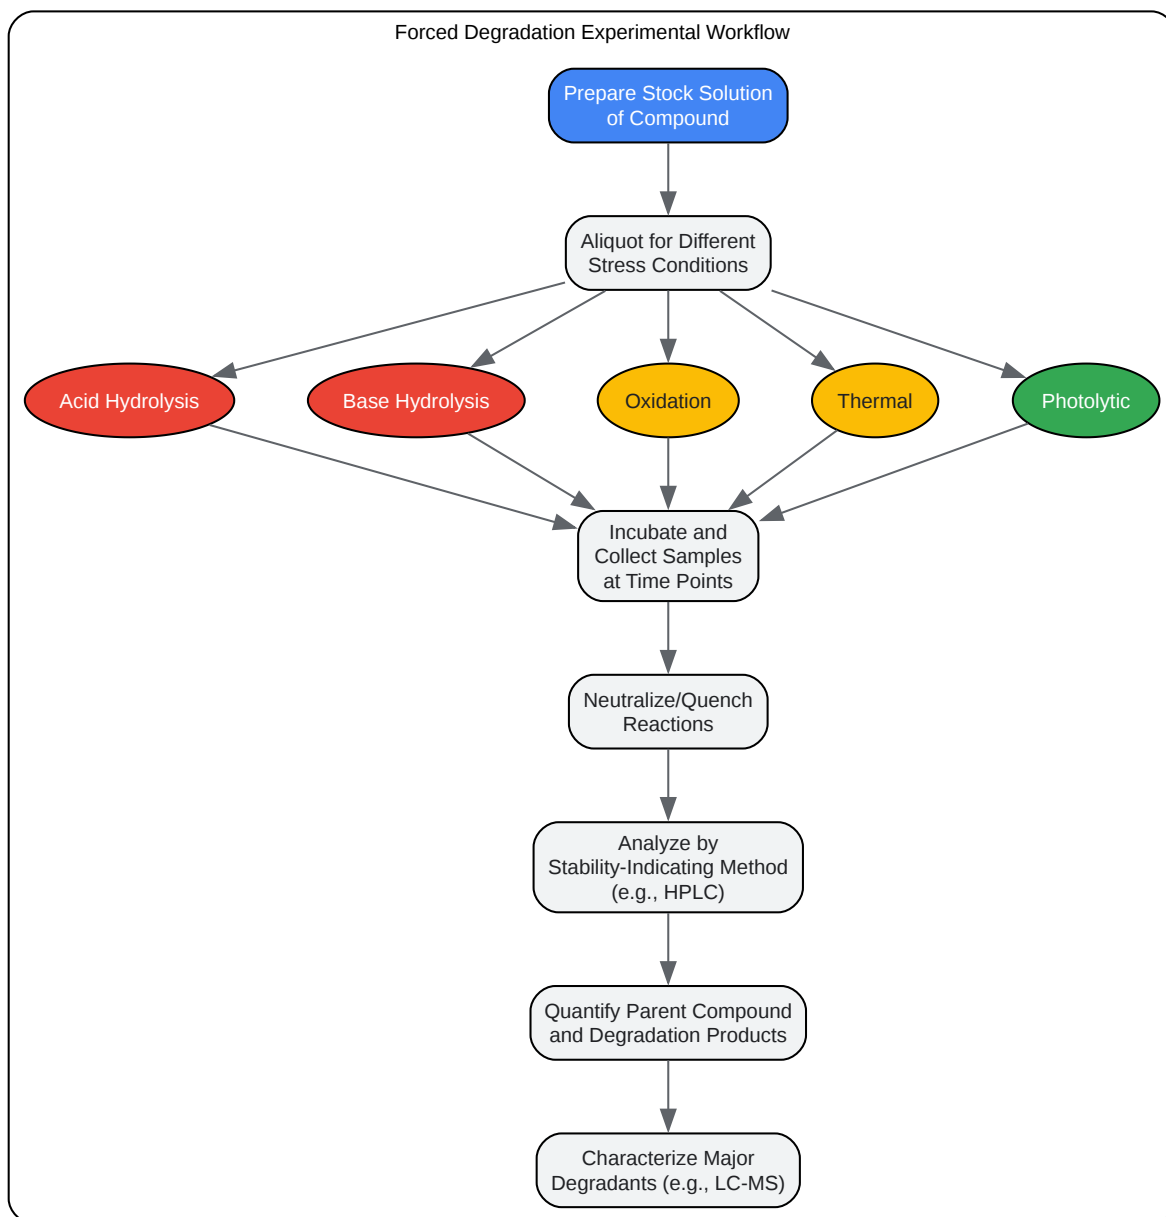 Forced Degradation Experimental Workflow
Prepare Stock Solution
of Compound
Aliquot for Different
Stress Conditions
Acid Hydrolysis
Base Hydrolysis
Oxidation
Thermal
Photolytic
Incubate and
Collect Samples
at Time Points
Neutralize/Quench
Reactions
Analyze by
Stability-Indicating Method
(e.g., HPLC)
Quantify Parent Compound
and Degradation Products
Characterize Major
Degradants (e.g., LC-MS)